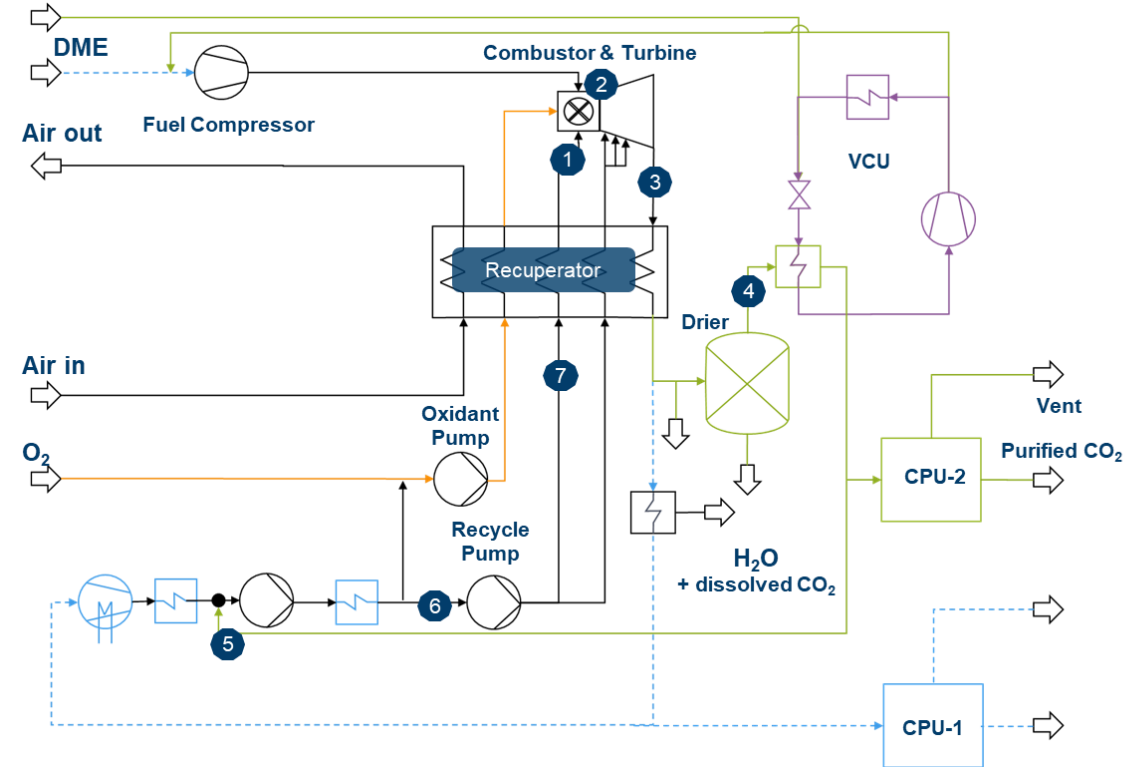 DME
Combustor & Turbine
2
Fuel Compressor
Air out
VCU
1
3
Recuperator
4
Drier
Air in
7
Oxidant
Pump
Vent
O₂
Purified CO₂
CPU-2
Recycle
Pump
H₂O
+ dissolved CO₂
6
M
5
CPU-1